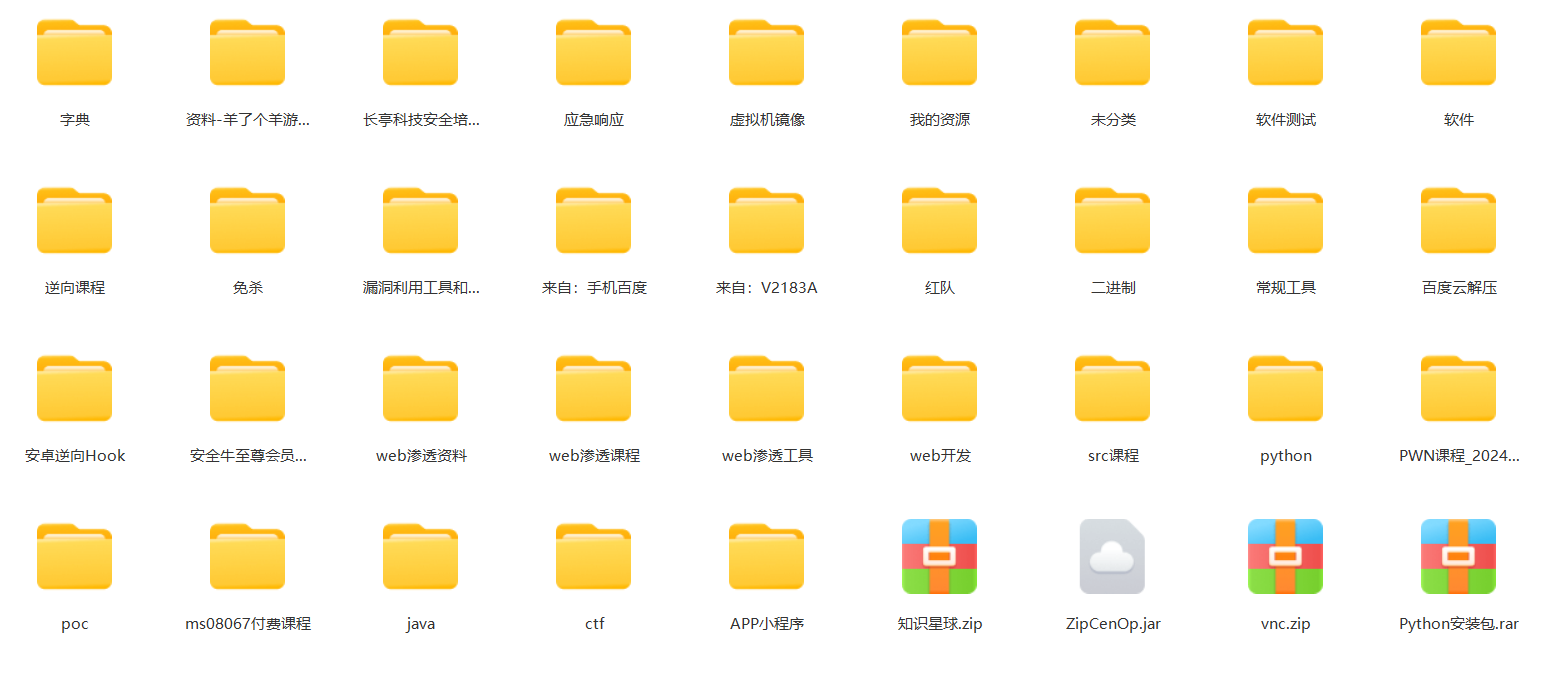 字典
资料-羊了个羊游...
长亭科技安全培...
应急响应
虚拟机镜像
我的资源
未分类
软件测试
软件
逆向课程
免杀
漏洞利用工具和...
来自：手机百度
来自：V2183A
红队
二进制
常规工具
百度云解压
安卓逆向Hook
安全牛至尊会员...
web渗透资料
web渗透课程
web渗透工具
web开发
src课程
python
PWN课程_2024...
poc
ms08067付费课程
java
ctf
APP小程序
知识星球.zip
ZipCenOp.jar
vnc.zip
Python安装包.rar